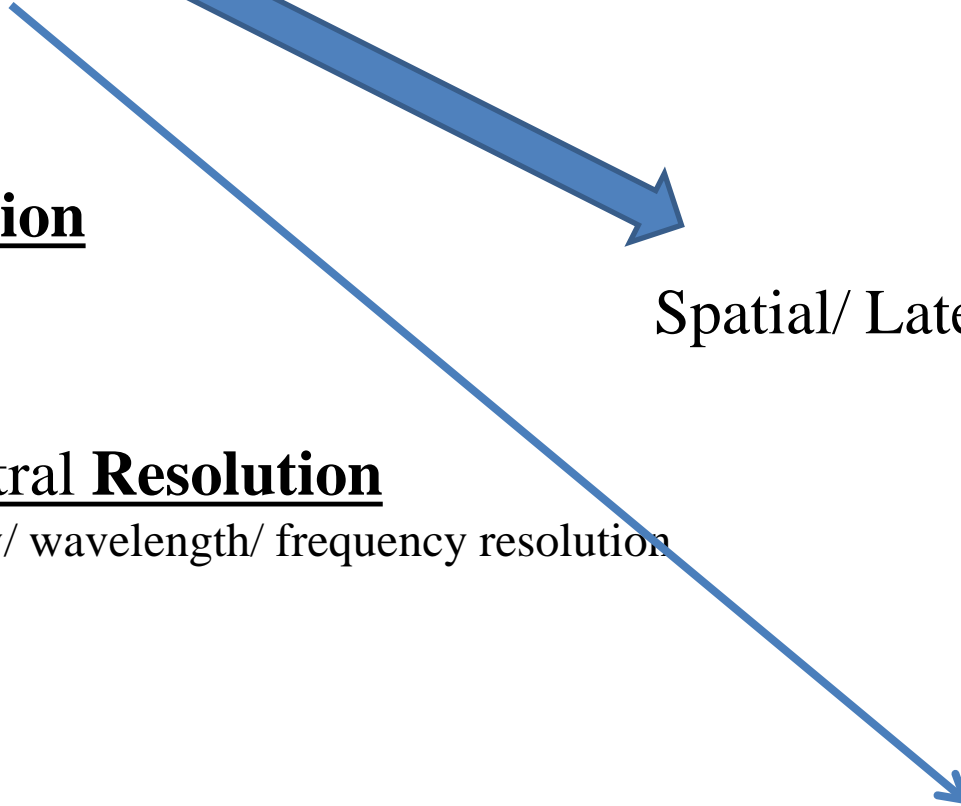 ion
Spatial/ Late
tral Resolution
/ wavelength/ frequency resolution